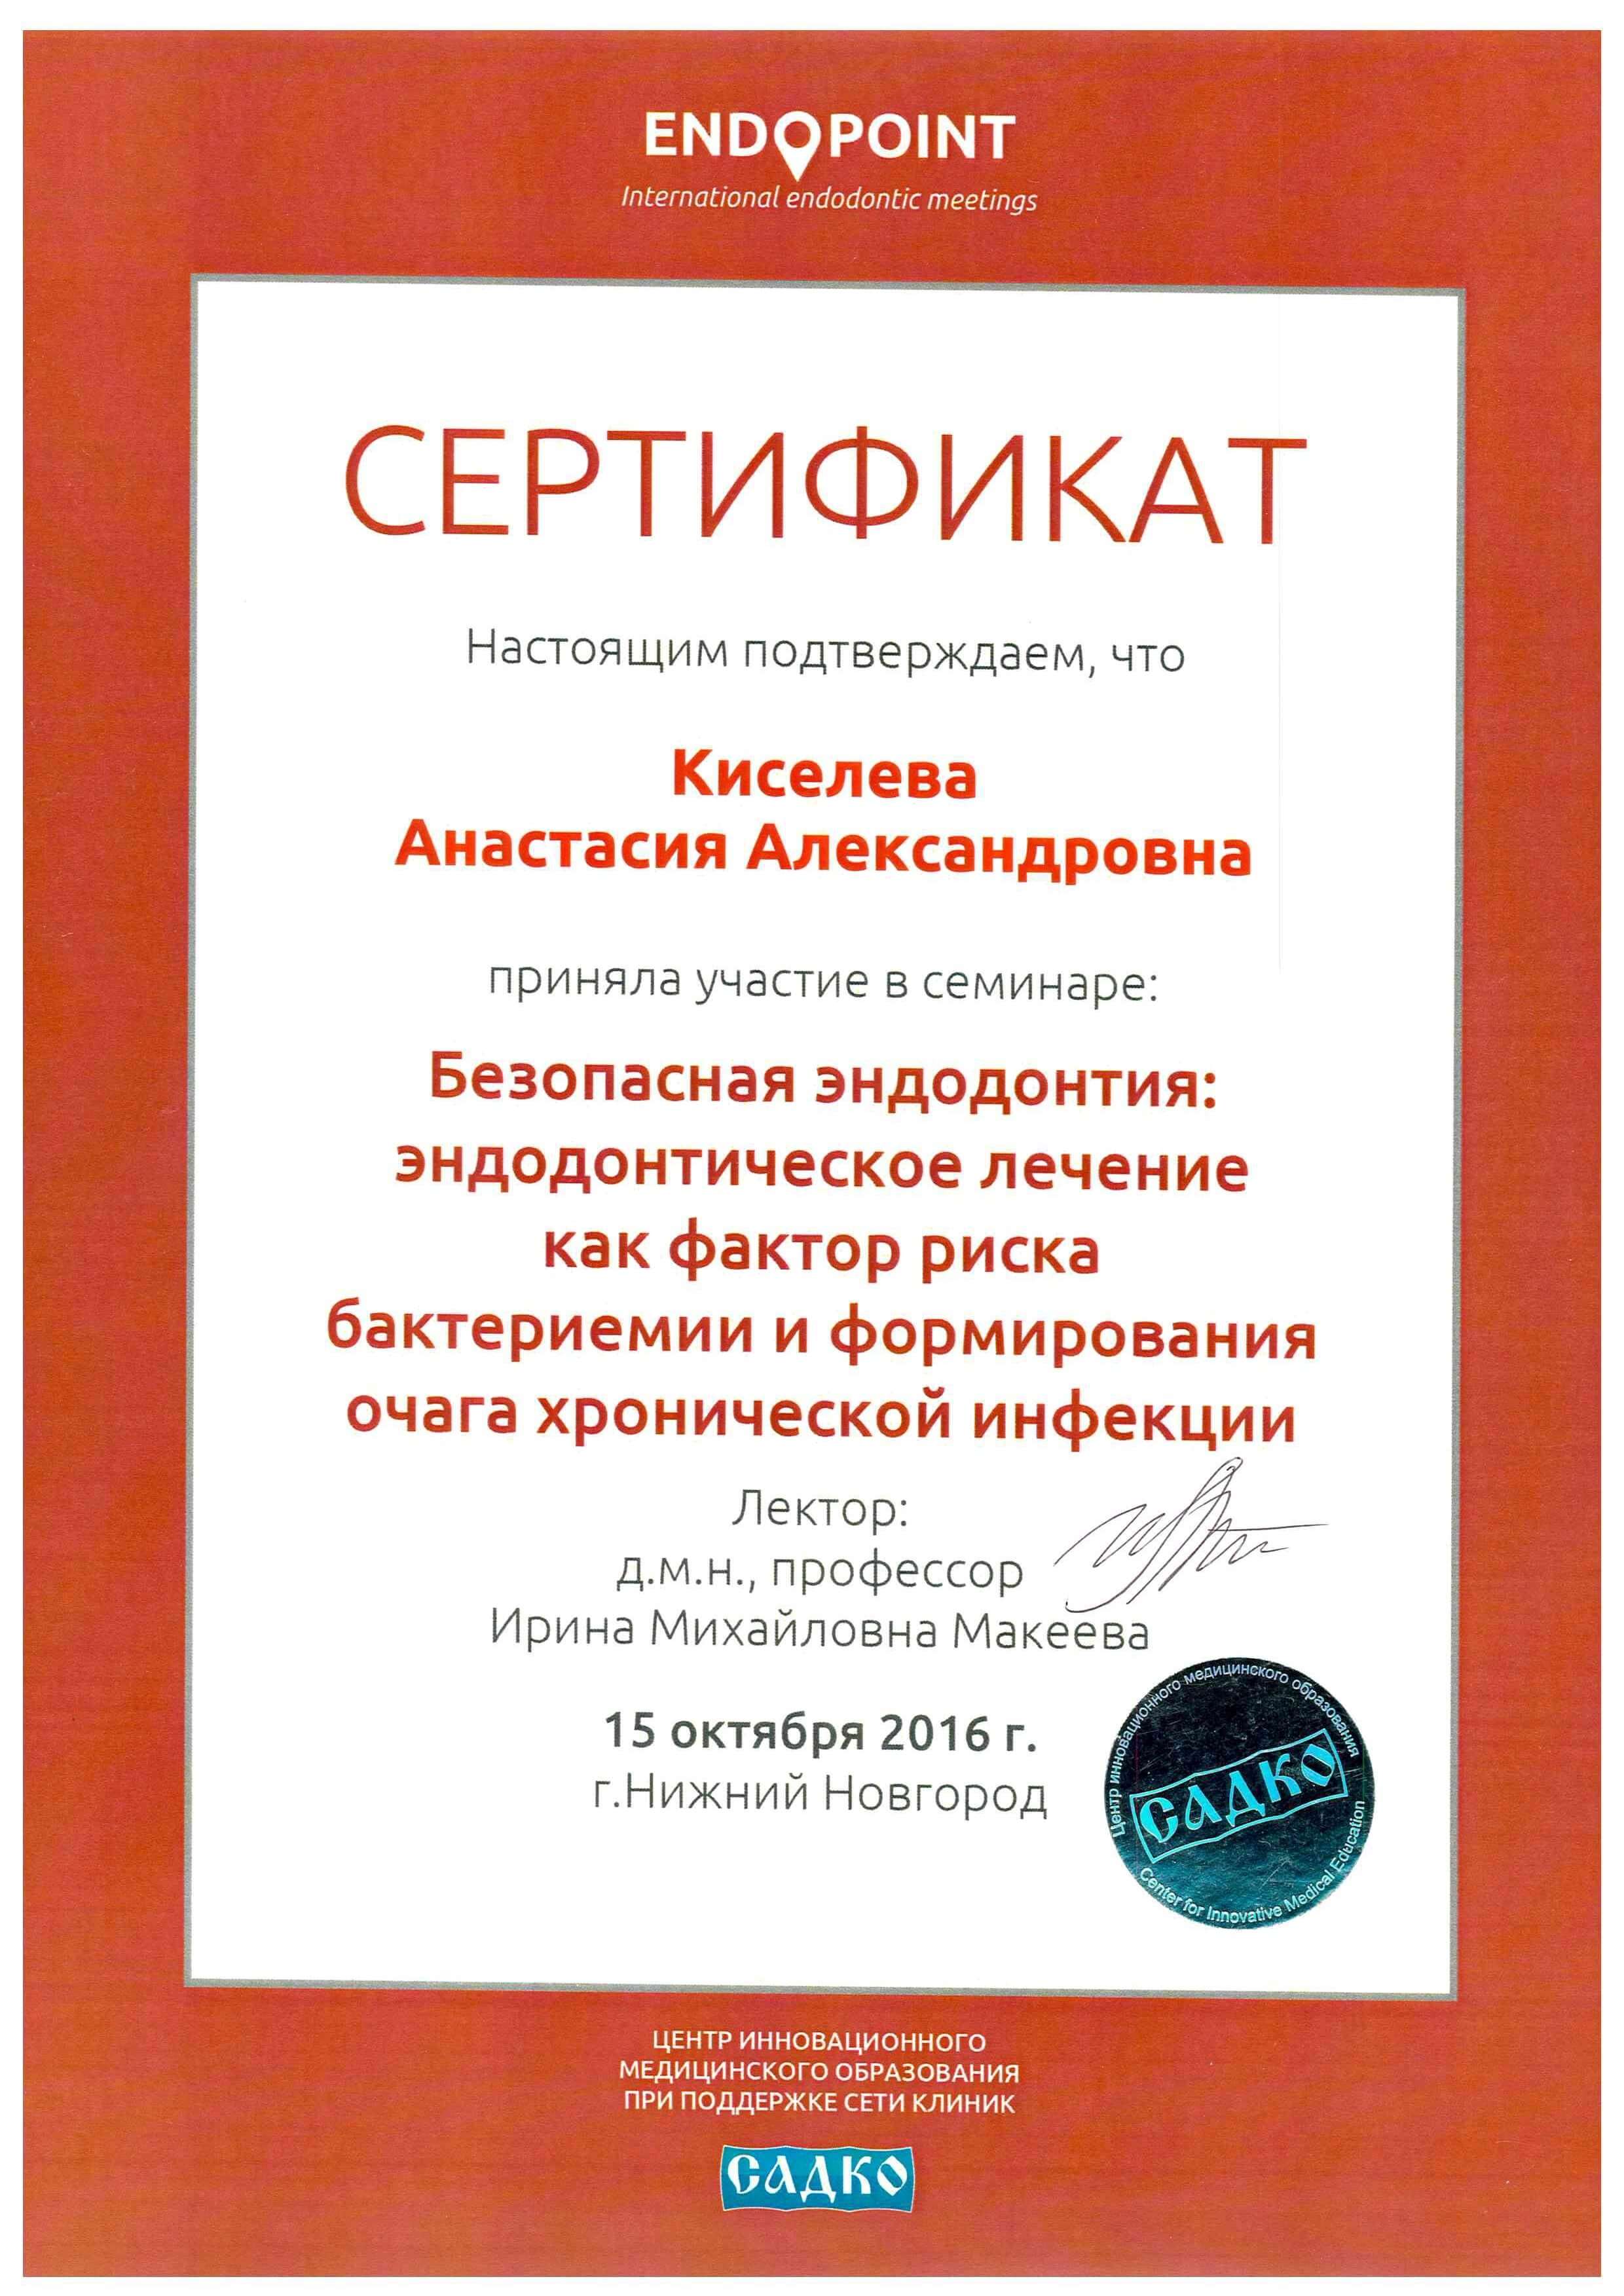 ENDOPOINT
International endodontic meetings
СЕРТИФИКАТ
Настоящим подтверждаем, что
Киселева
Анастасия Александровна
приняла участие в семинаре:
Безопасная эндодонтия:
эндодонтическое лечение
как фактор риска
бактериемии и формирования
очага хронической инфекции
Лектор:
д.м.н., профессор
Ирина Михайловна Макеева
15 октября 2016 г.
г.Нижний Новгород
Центр инновационного медицинского образования
САДКО
Center for Innovative Medical Education
ЦЕНТР ИННОВАЦИОННОГО
МЕДИЦИНСКОГО ОБРАЗОВАНИЯ
ПРИ ПОДДЕРЖКЕ СЕТИ КЛИНИК
САДКО